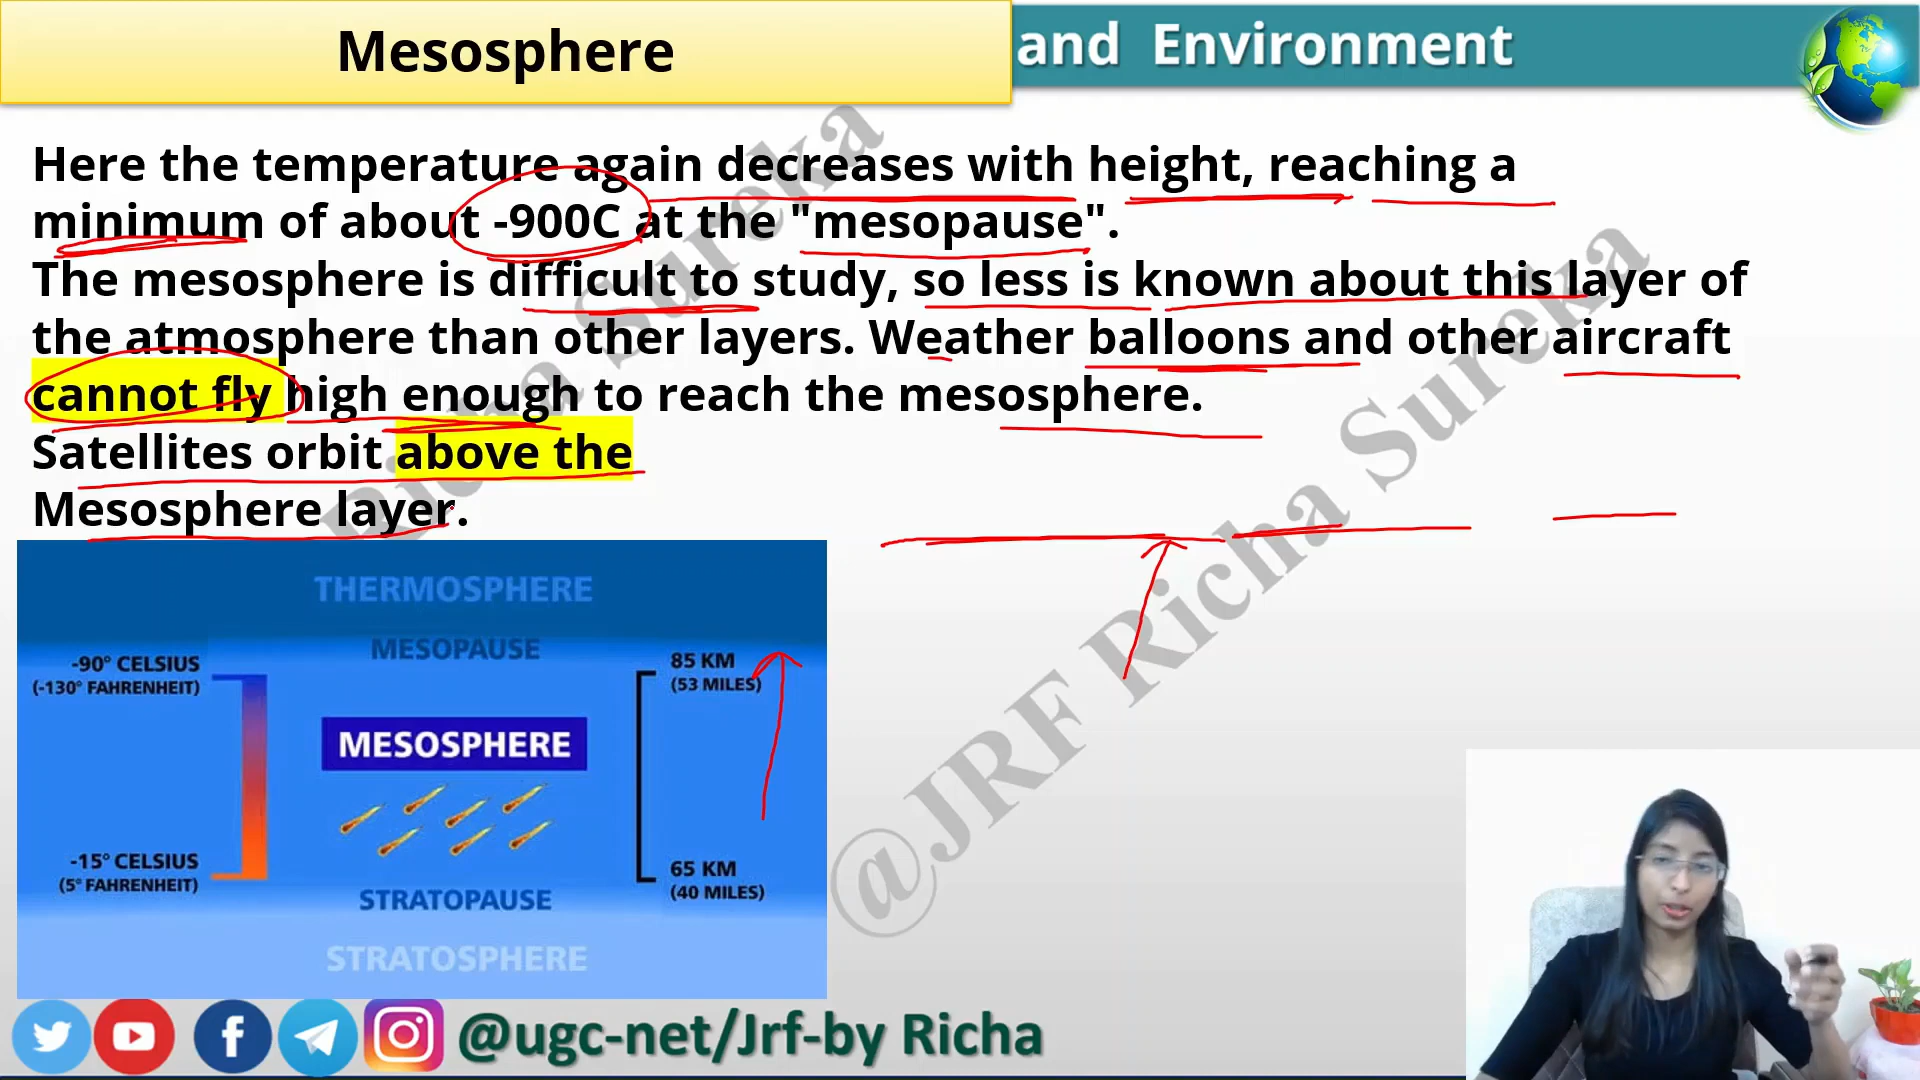 Mesosphere
and Environment
Here the temperature again decreases with height, reaching a
minimum of about -900C at the "mesopause".
The mesosphere is difficult to study, so less is known about this layer of
the atmosphere than other layers. Weather balloons and other aircraft
cannot fly high enough to reach the mesosphere.
Satellites orbit above the
Mesosphere layer.
@JRF Richa Sureka
Richa Sureka
THERMOSPHERE
MESOPAUSE
-90° CELSIUS
(-130° FAHRENHEIT)
85 KM
(53 MILES)
MESOSPHERE
-15° CELSIUS
(5° FAHRENHEIT)
65 KM
(40 MILES)
STRATOPAUSE
STRATOSPHERE
@ugc-net/Jrf-by Richa